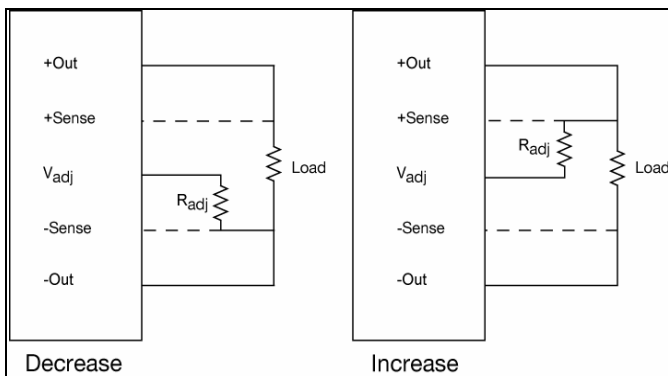 +Out
+Sense
Vadj
Radj
-Sense
-Out
Load
Decrease
+Out
+Sense
Radj
Vadj
-Sense
-Out
Load
Increase